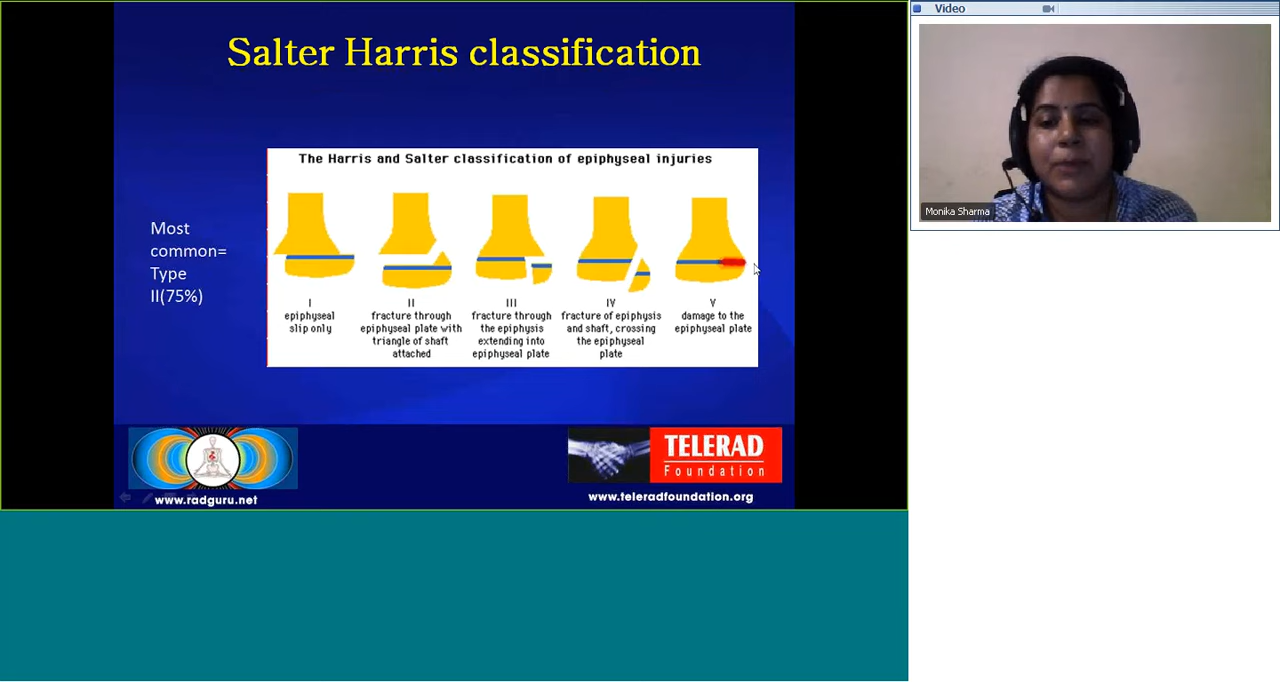 Video
Salter Harris classification
The Harris and Salter classification of epiphyseal injuries
Most
common=
Type
II(75%)
I
epiphyseal
slip only
II
fracture through
epiphyseal plate with
triangle of shaft
attached
III
fracture through
the epiphysis
extending into
epiphyseal plate
IV
fracture of epiphysis
and shaft, crossing
the epiphyseal
plate
V
damage to the
epiphyseal plate
Monika Sharma
www.radguru.net
TELERAD
Foundation
www.teleradfoundation.org